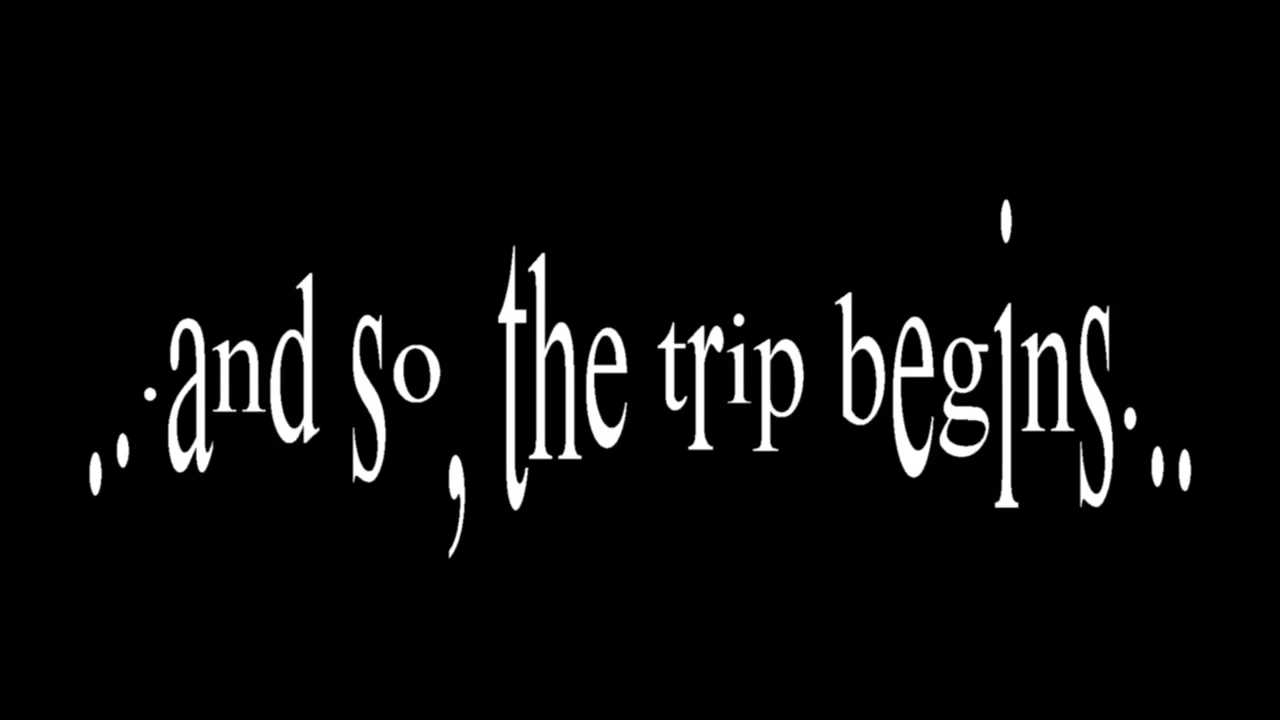 ...and so, the trip begins...